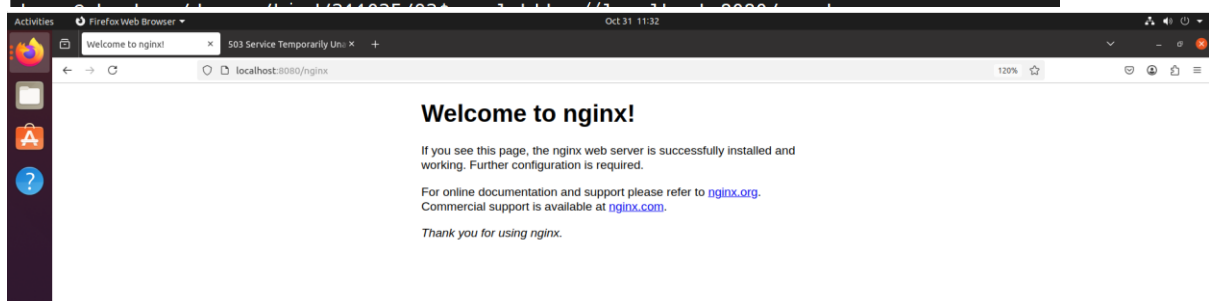 Activities Firefox Web Browser Oct 31 11:32
Welcome to nginx! × 503 Service Temporarily Una × +
localhost:8080/nginx 120%
Welcome to nginx!
If you see this page, the nginx web server is successfully installed and
working. Further configuration is required.
For online documentation and support please refer to nginx.org.
Commercial support is available at nginx.com.
Thank you for using nginx.